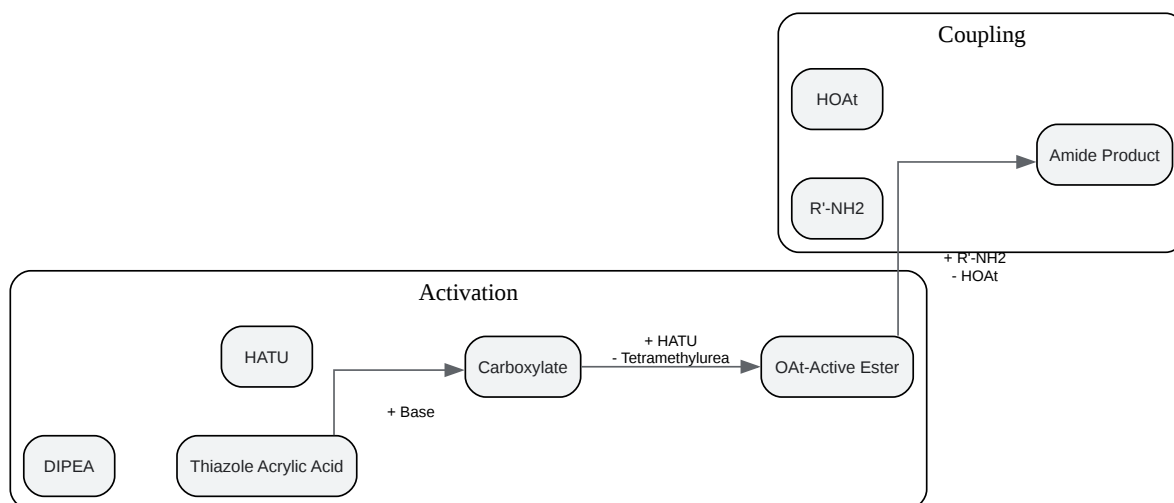 Coupling
HOAt
Amide Product
R'-NH2
+ R'-NH2
- HOAt
Activation
HATU
+ HATU
- Tetramethylurea
Carboxylate
OAt-Active Ester
+ Base
DIPEA
Thiazole Acrylic Acid